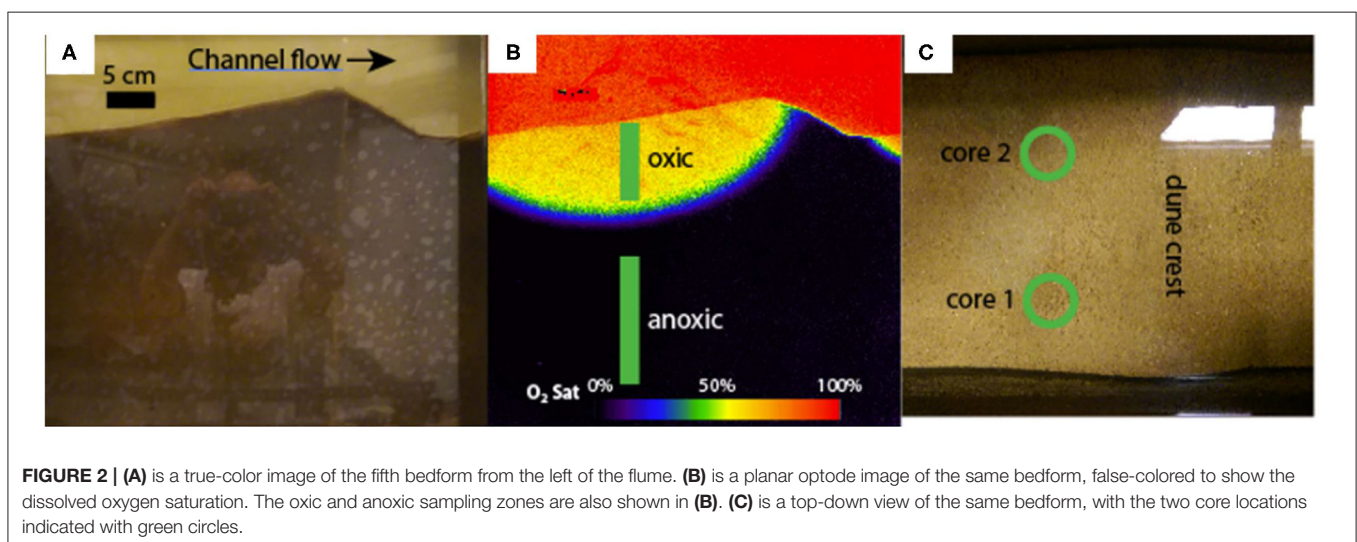 A
Channel flow
5 cm
B
oxic
anoxic
O2 Sat 0% 50% 100%
C
core 2
core 1
dune crest
FIGURE 2 | (A) is a true-color image of the fifth bedform from the left of the flume. (B) is a planar optode image of the same bedform, false-colored to show the
dissolved oxygen saturation. The oxic and anoxic sampling zones are also shown in (B). (C) is a top-down view of the same bedform, with the two core locations
indicated with green circles.